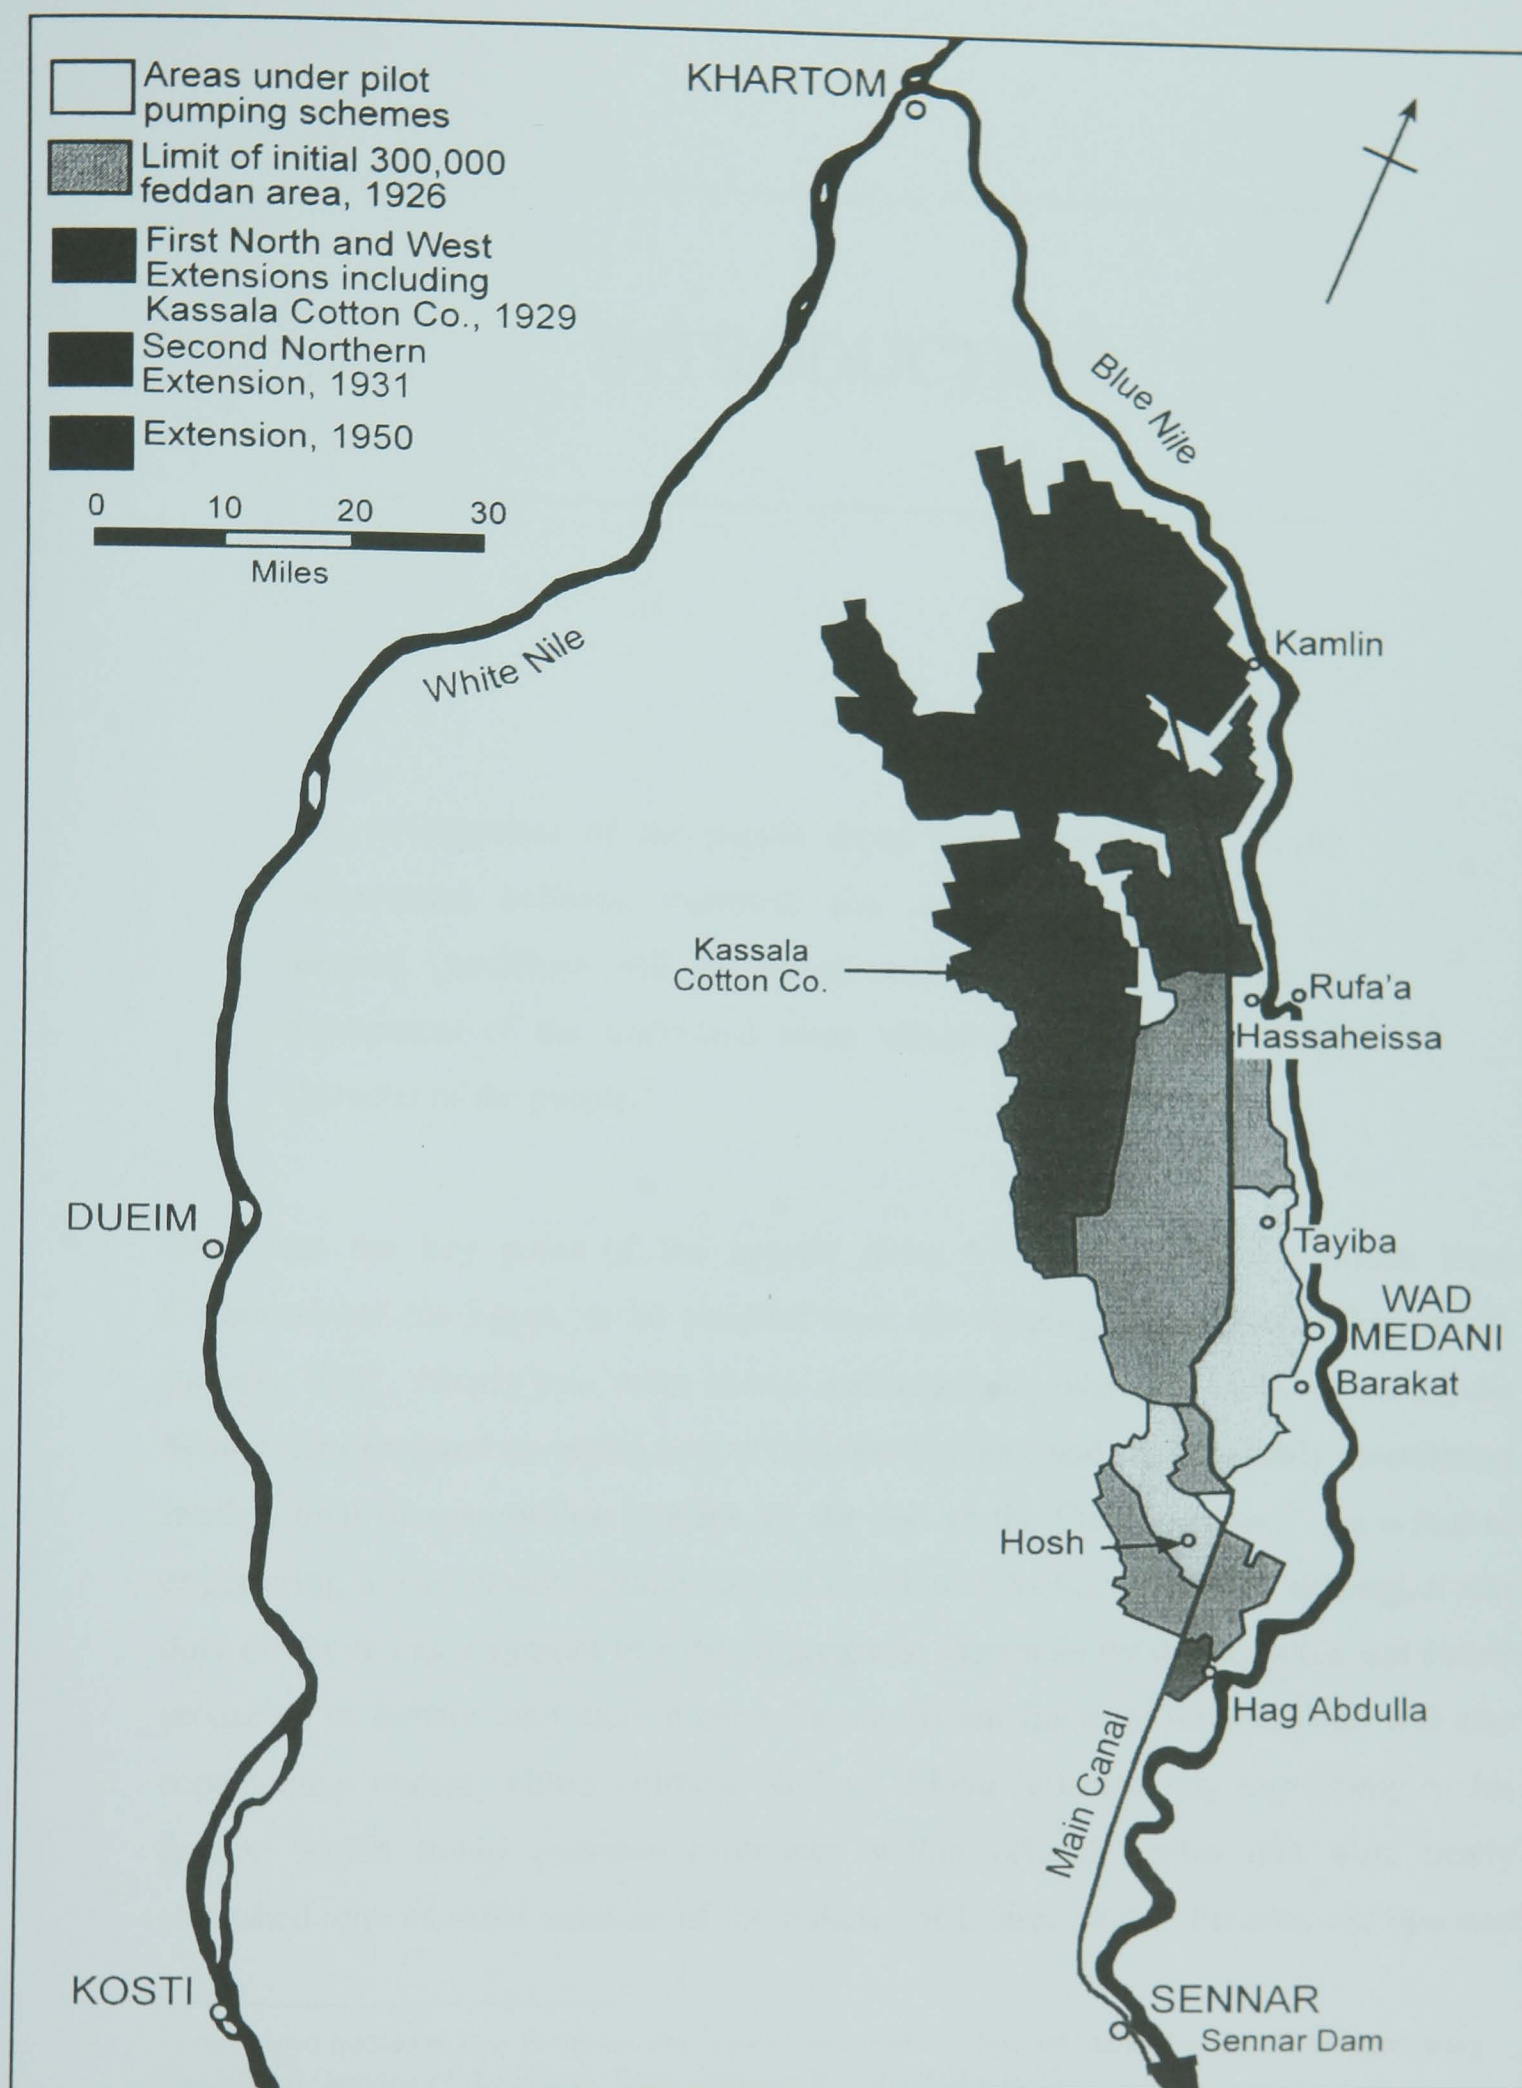 Areas under pilot
pumping schemes
Limit of initial 300,000
feddan area, 1926
First North and West
Extensions including
Kassala Cotton Co., 1929
Second Northern
Extension, 1931
Extension, 1950
0 10 20 30
Miles
KHARTOM
Blue Nile
White Nile
Kamlin
Kassala
Cotton Co.
Rufa'a
Hassaheissa
DUEIM
Tayiba
WAD
MEDANI
Barakat
Hosh
Hag Abdulla
Main Canal
KOSTI
SENNAR
Sennar Dam